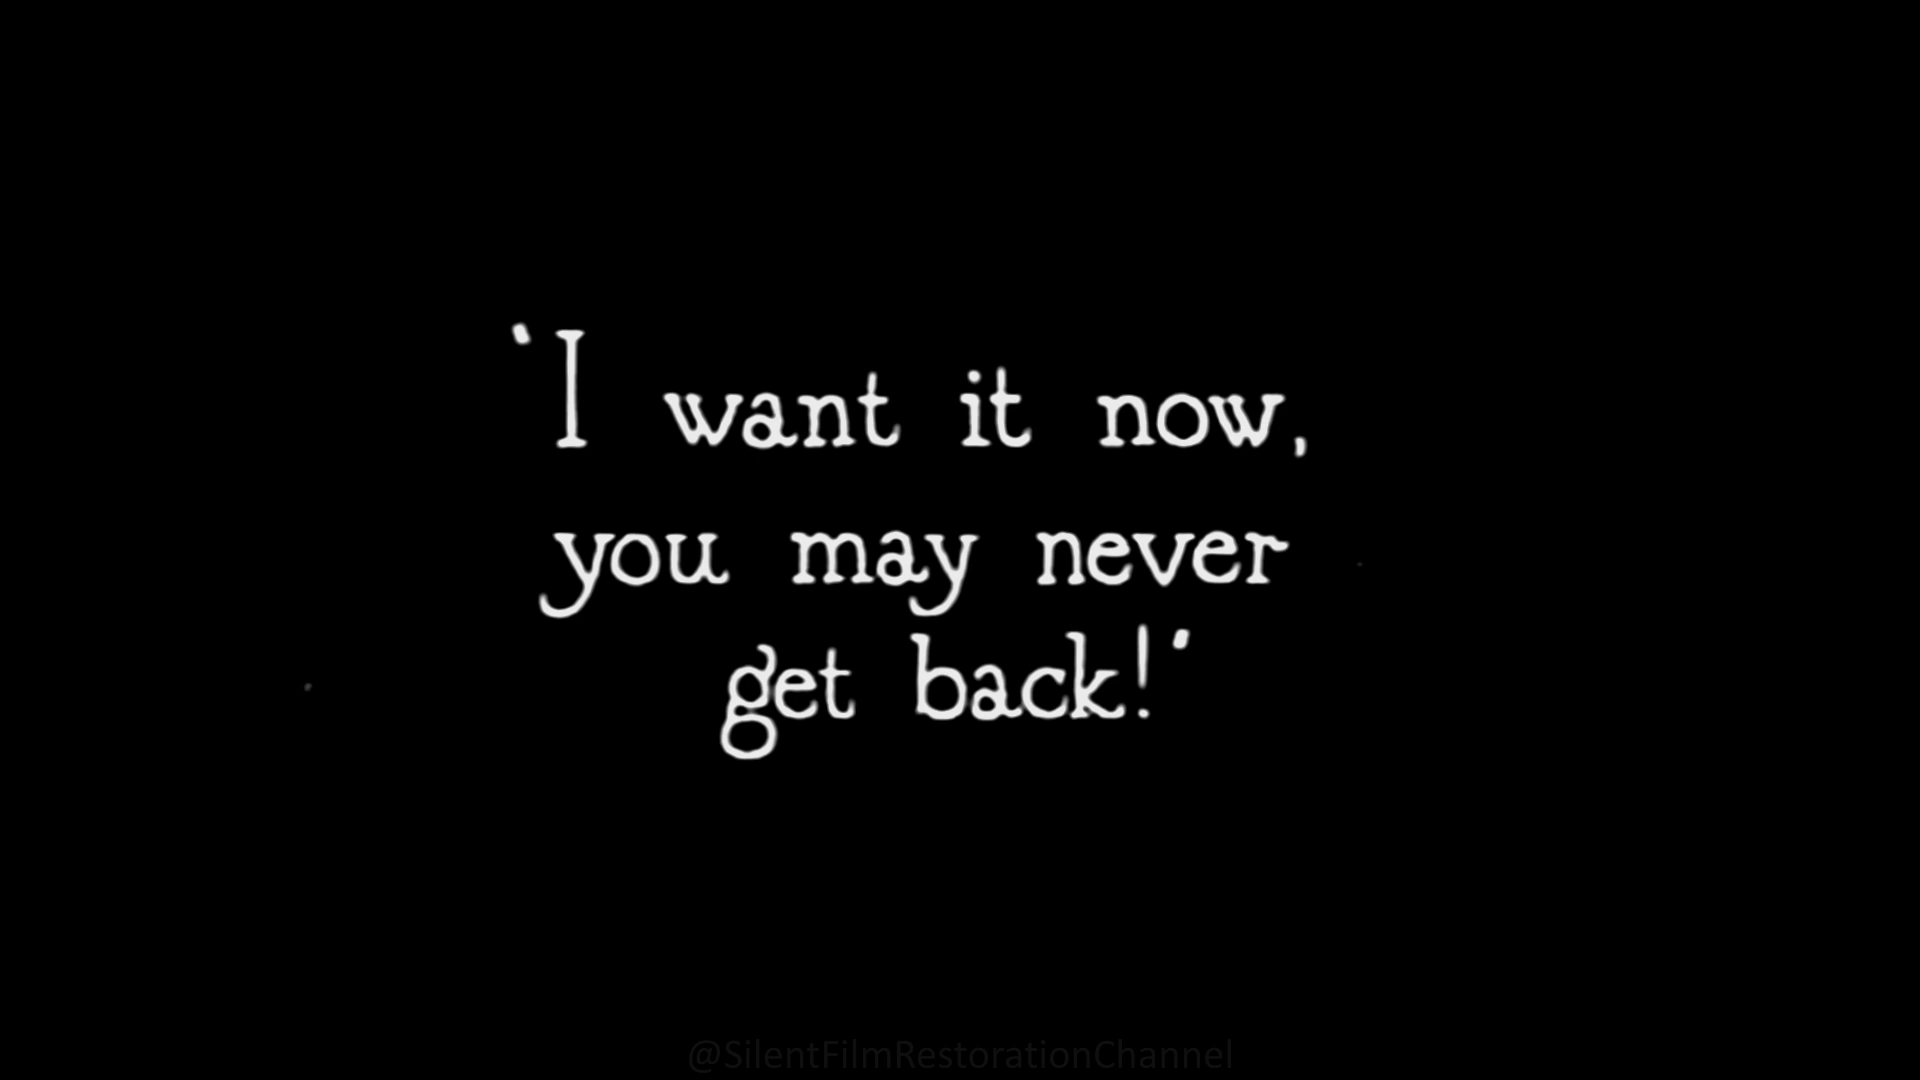 'I want it now,
you may never
get back!'
@SilentFilmRestorationChannel